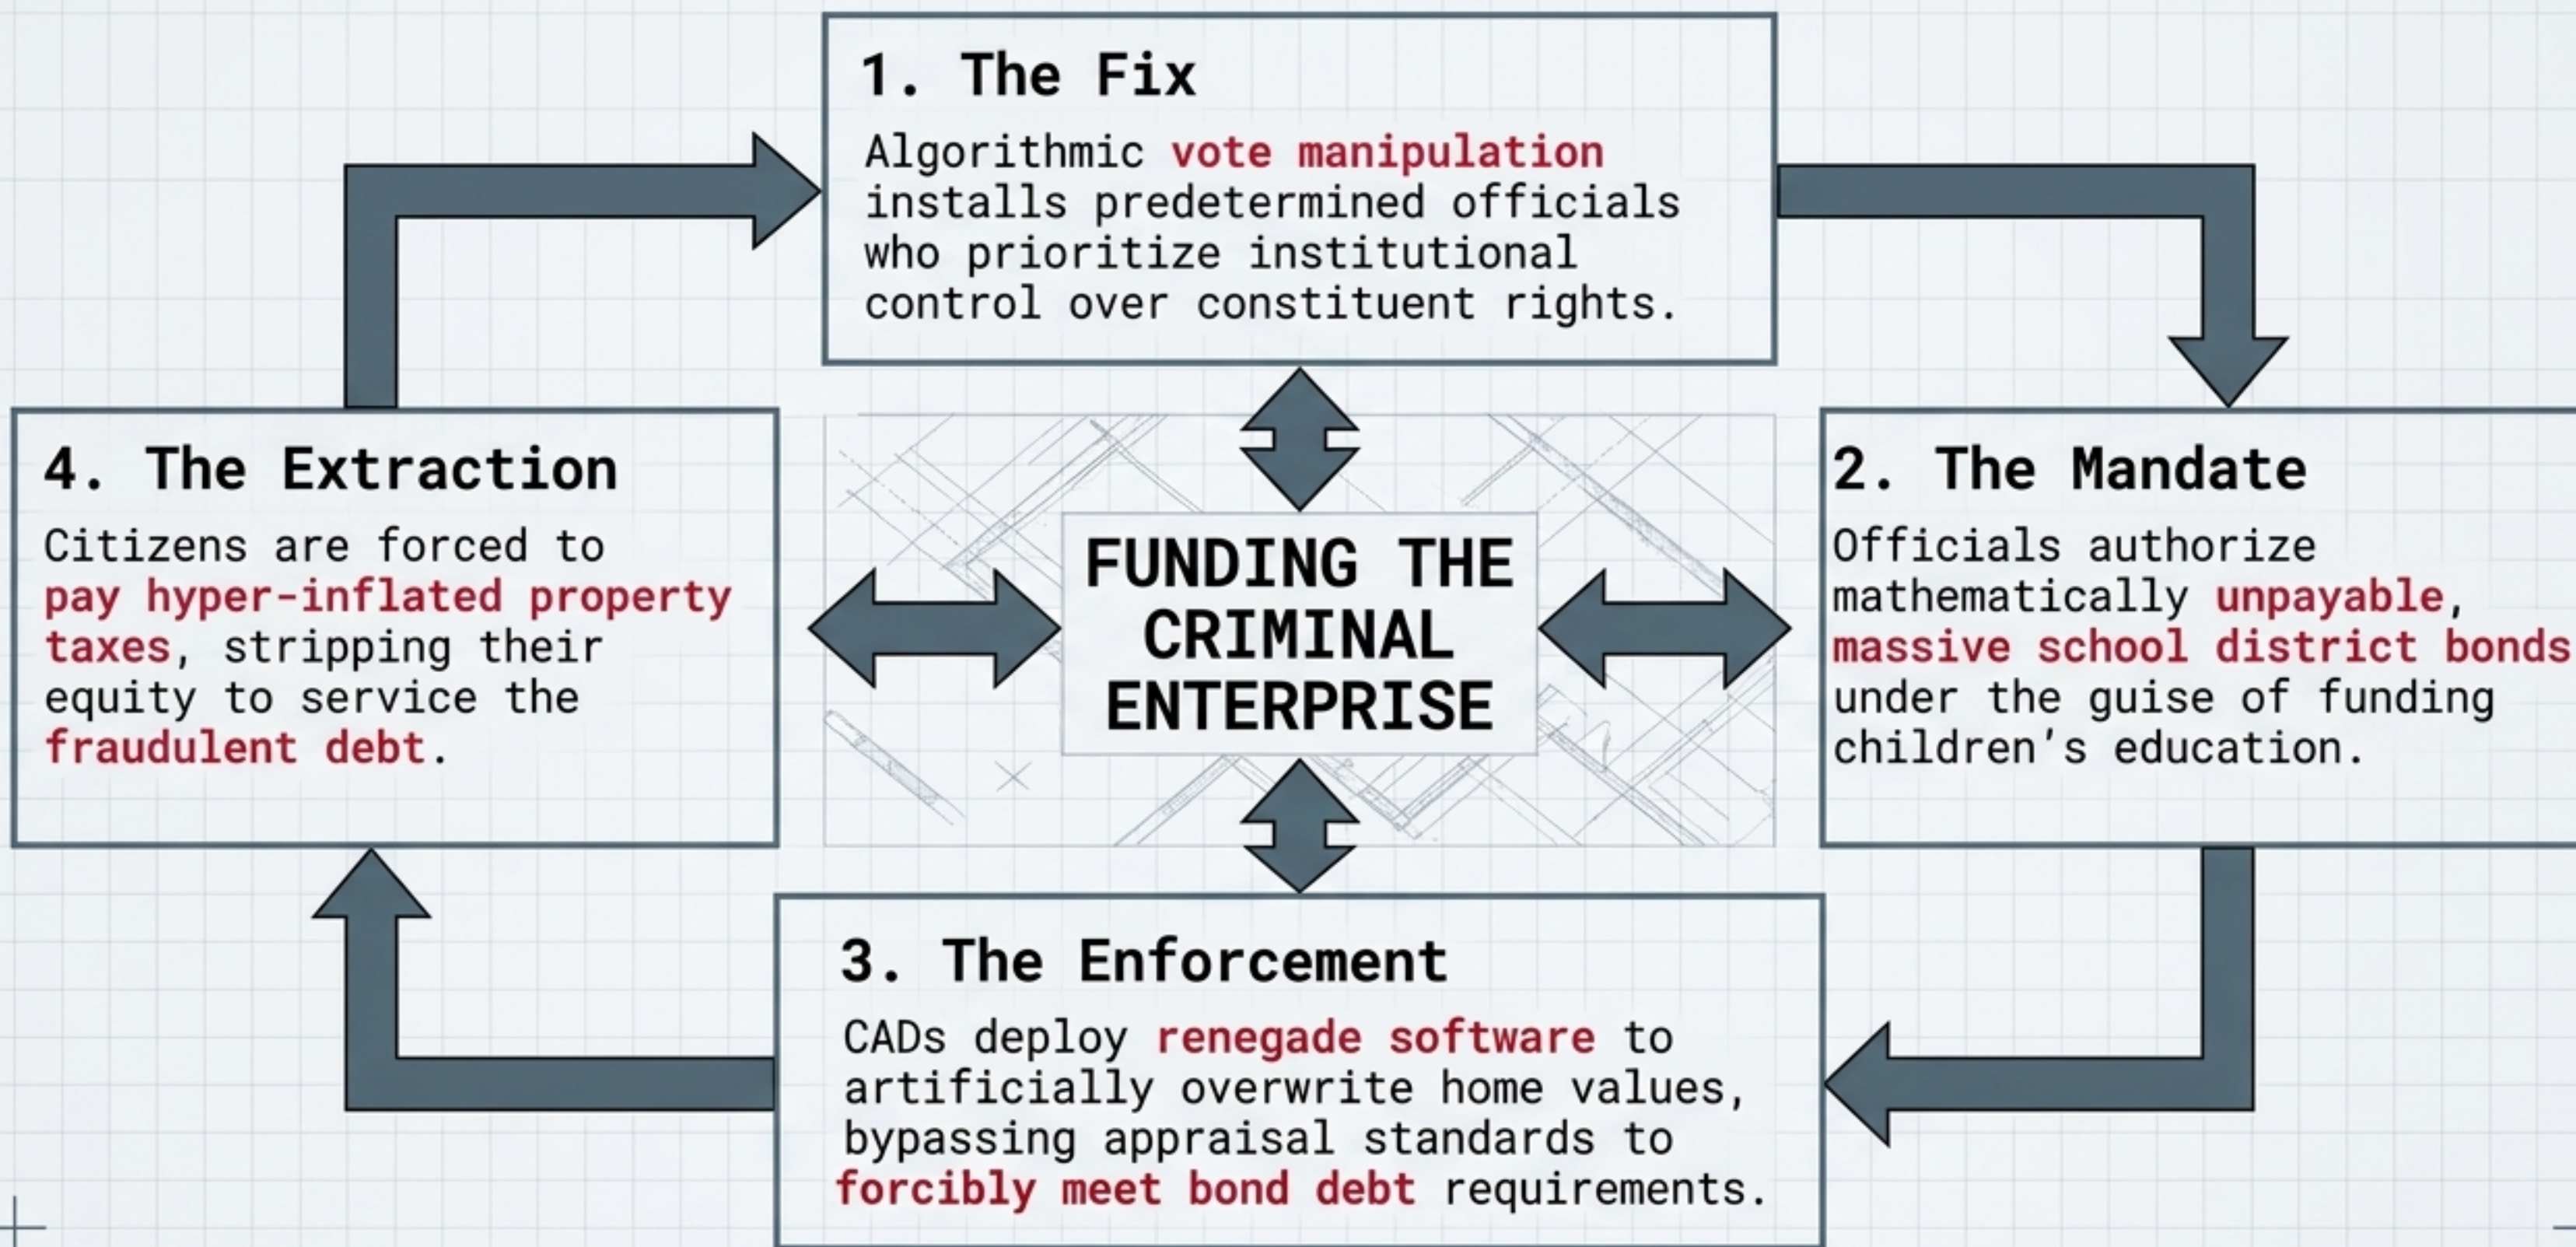 1. The Fix
Algorithmic vote manipulation
installs predetermined officials
who prioritize institutional
control over constituent rights.
4. The Extraction
Citizens are forced to
pay hyper-inflated property
taxes, stripping their
equity to service the
fraudulent debt.
FUNDING THE
CRIMINAL
ENTERPRISE
2. The Mandate
Officials authorize
mathematically unpayable,
massive school district bonds
under the guise of funding
children’s education.
3. The Enforcement
CADs deploy renegade software to
artificially overwrite home values,
bypassing appraisal standards to
forcibly meet bond debt requirements.